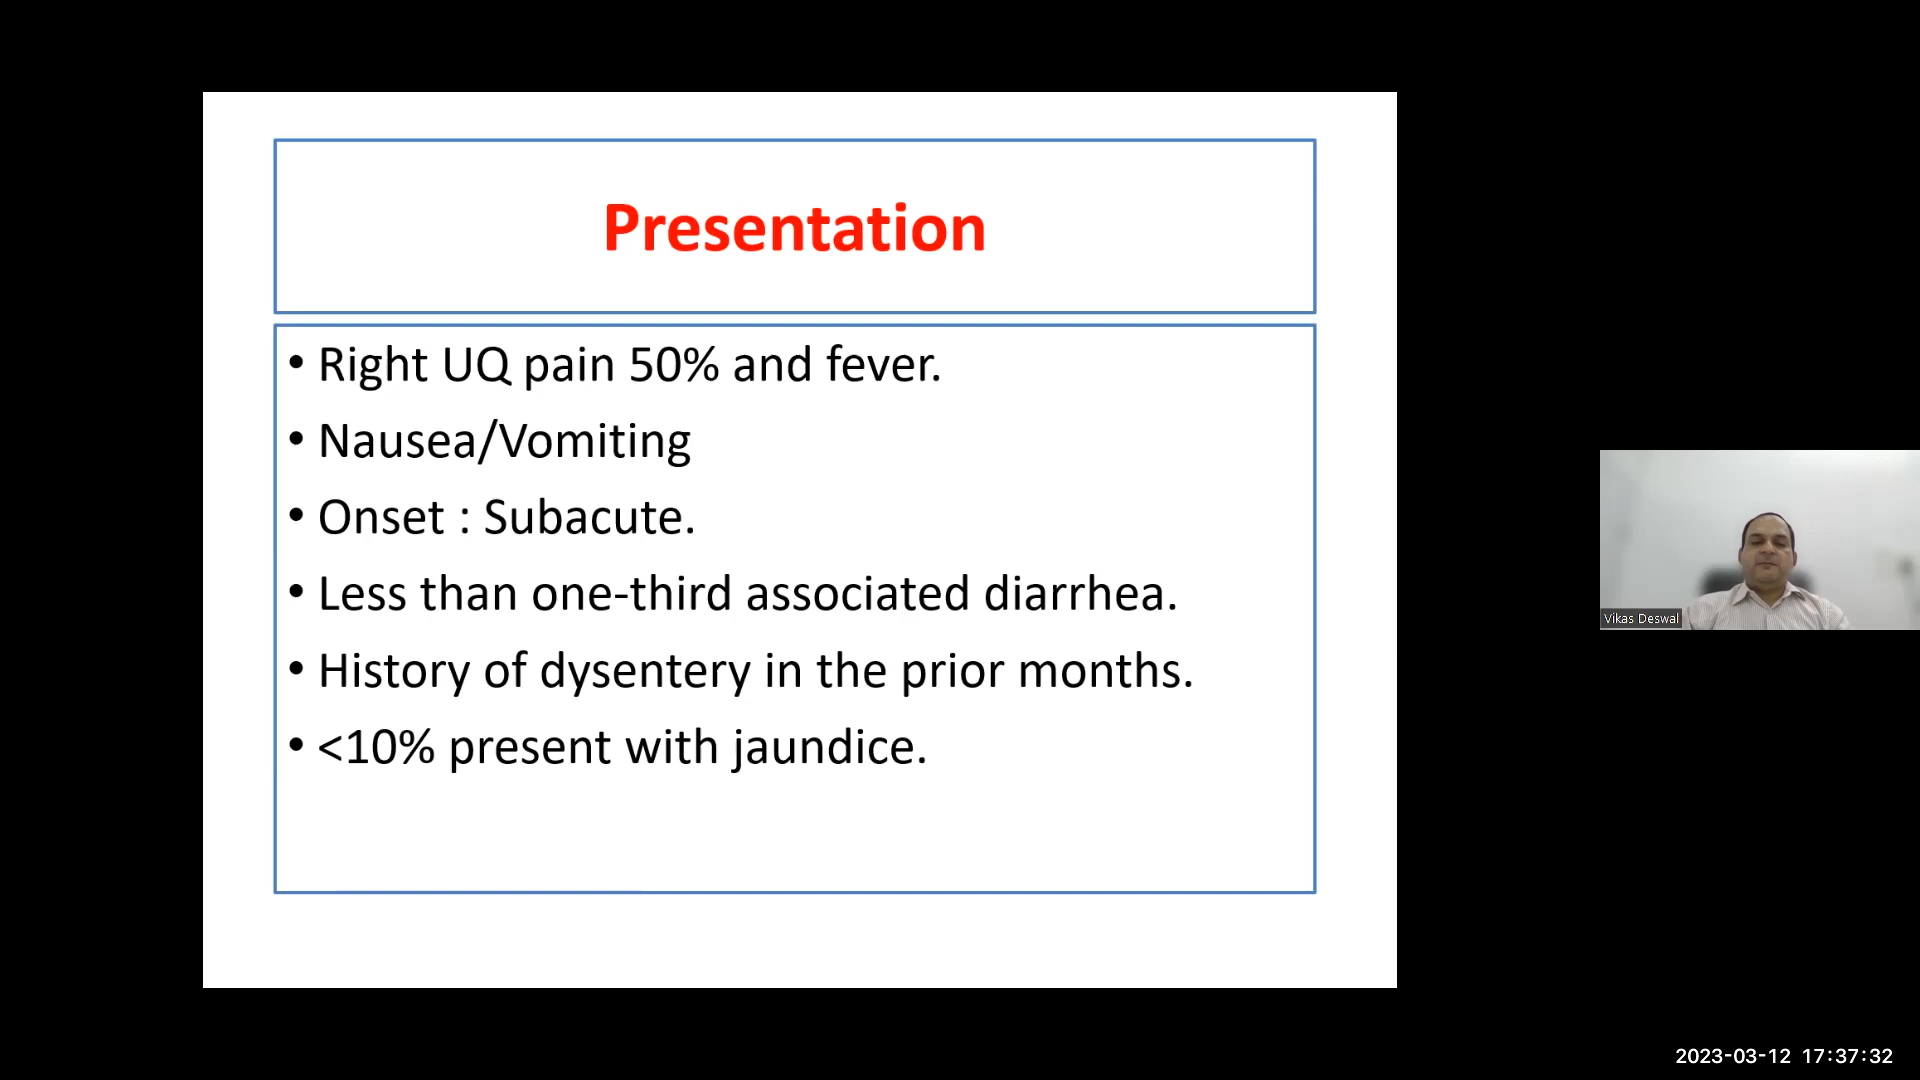 Presentation
• Right UQ pain 50% and fever.
• Nausea/Vomiting
• Onset : Subacute.
• Less than one-third associated diarrhea.
• History of dysentery in the prior months.
• <10% present with jaundice.
Vikas Deswal
2023-03-12 17:37:32